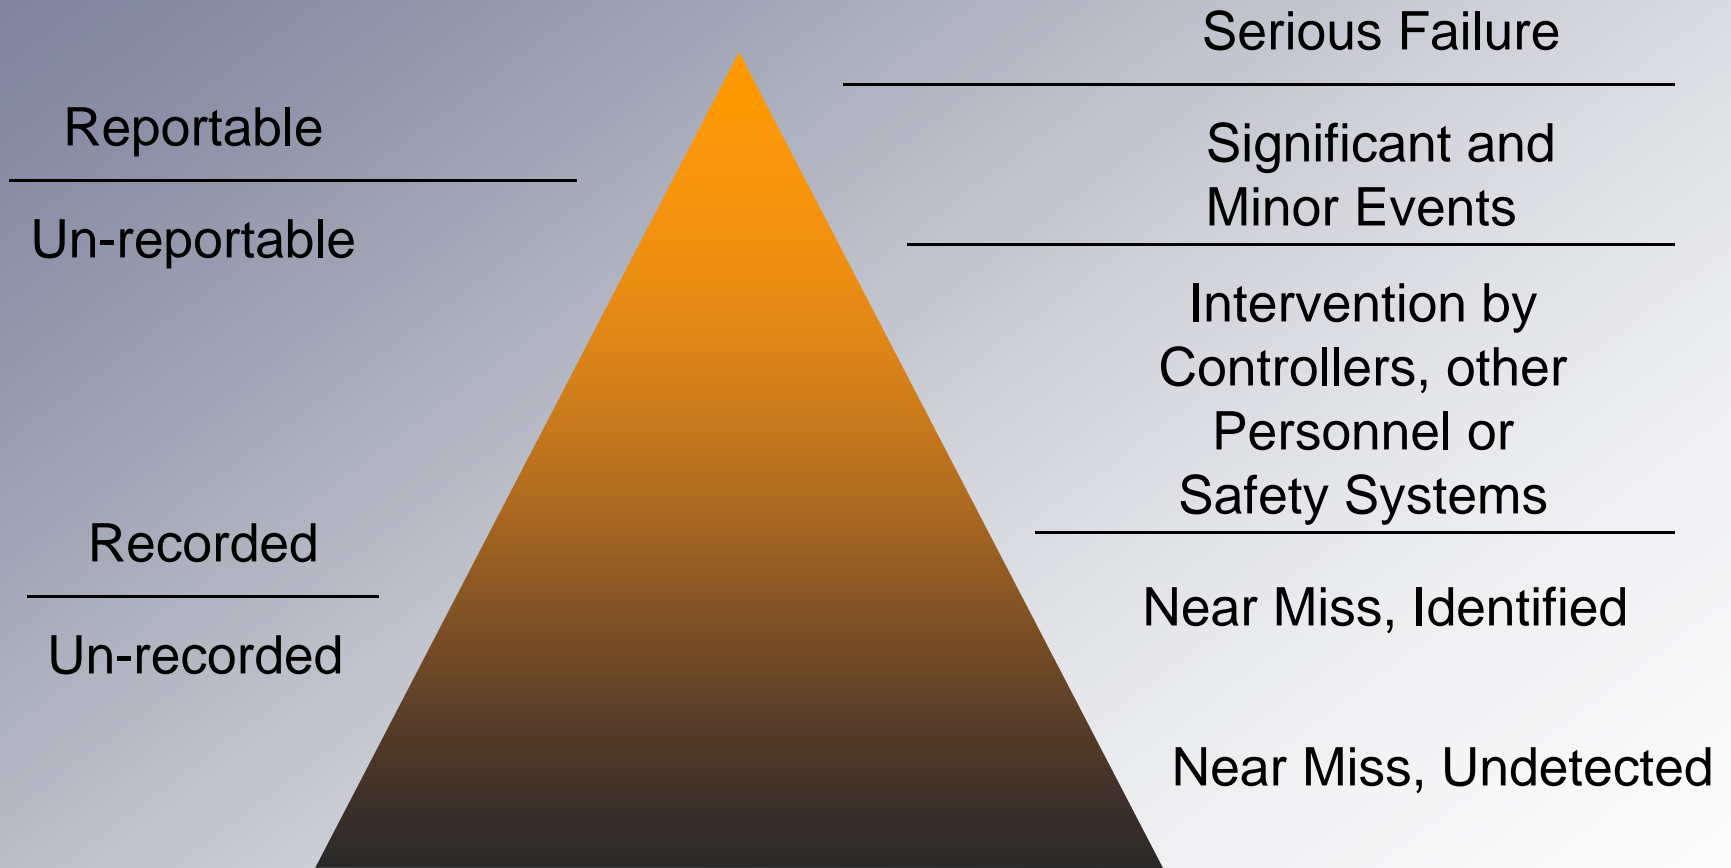 Serious Failure
Reportable
Significant and
Minor Events
Un-reportable
Intervention by
Controllers, other
Personnel or
Safety Systems
Recorded
Near Miss, Identified
Un-recorded
Near Miss, Undetected